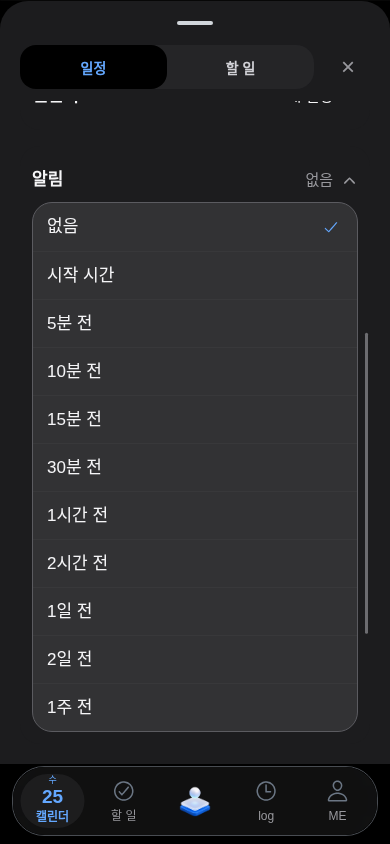 일정
할 일
알림
없음
없음
시작 시간
5분 전
10분 전
15분 전
30분 전
1시간 전
2시간 전
1일 전
2일 전
1주 전
수
25
캘린더
할 일
log
ME